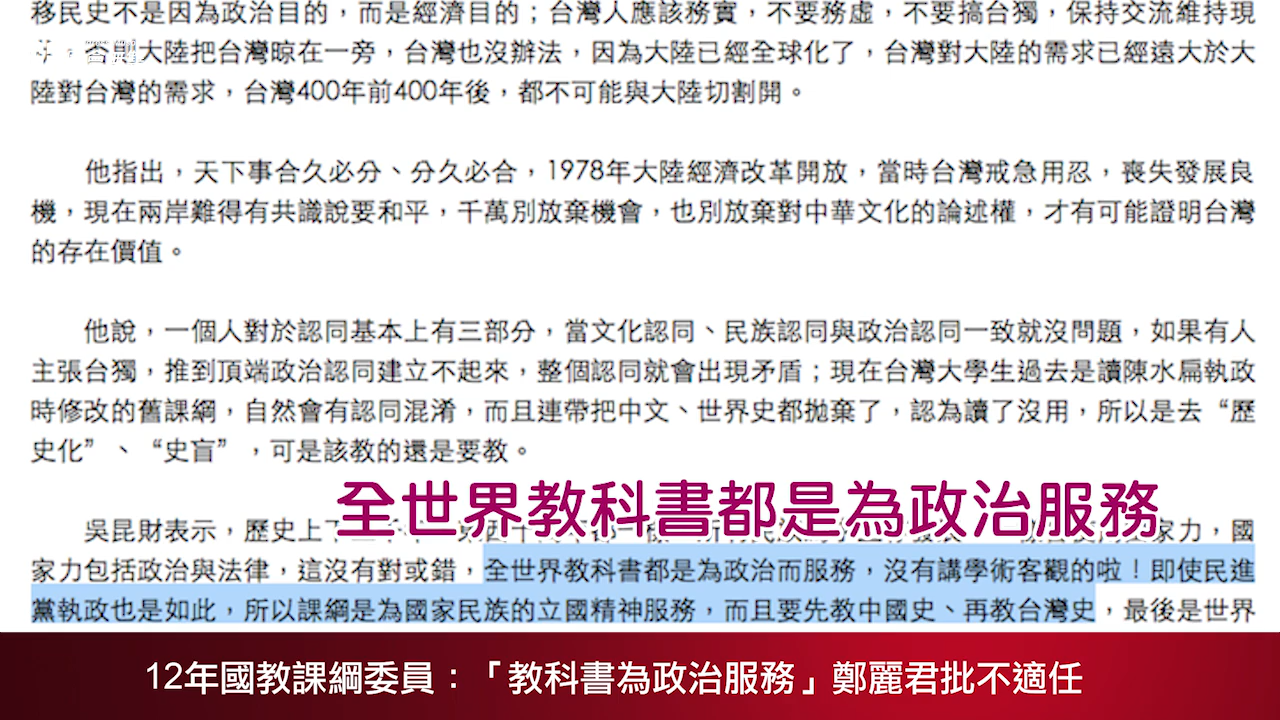 移民史不是因為政治目的，而是經濟目的；台灣人應該務實，不要務虛，不要搞台獨，保持交流維持現
否則大陸把台灣晾在一旁，台灣也沒辦法，因為大陸已經全球化了，台灣對大陸的需求已經遠大於大
陸對台灣的需求，台灣400年前400年後，都不可能與大陸切割開。
他指出，天下事合久必分、分久必合，1978年大陸經濟改革開放，當時台灣戒急用忍，喪失發展良
機，現在兩岸難得有共識說要和平，千萬別放棄機會，也別放棄對中華文化的論述權，才有可能證明台灣
的存在價值。
他說，一個人對於認同基本上有三部分，當文化認同、民族認同與政治認同一致就沒問題，如果有人
主張台獨，推到頂端政治認同建立不起來，整個認同就會出現矛盾；現在台灣大學生過去是讀陳水扁執政
時修改的舊課綱，自然會有認同混淆，而且連帶把中文、世界史都拋棄了，認為讀了沒用，所以是去“歷
史化”、“史盲”，可是該教的還是要教。
全世界教科書都是為政治服務
吳昆財表示，歷史上 家力，國
家力包括政治與法律，這沒有對或錯，全世界教科書都是為政治而服務，沒有講學術客觀的啦！即使民進
黨執政也是如此，所以課綱是為國家民族的立國精神服務，而且要先教中國史、再教台灣史，最後是世界
12年國教課綱委員：「教科書為政治服務」鄭麗君批不適任